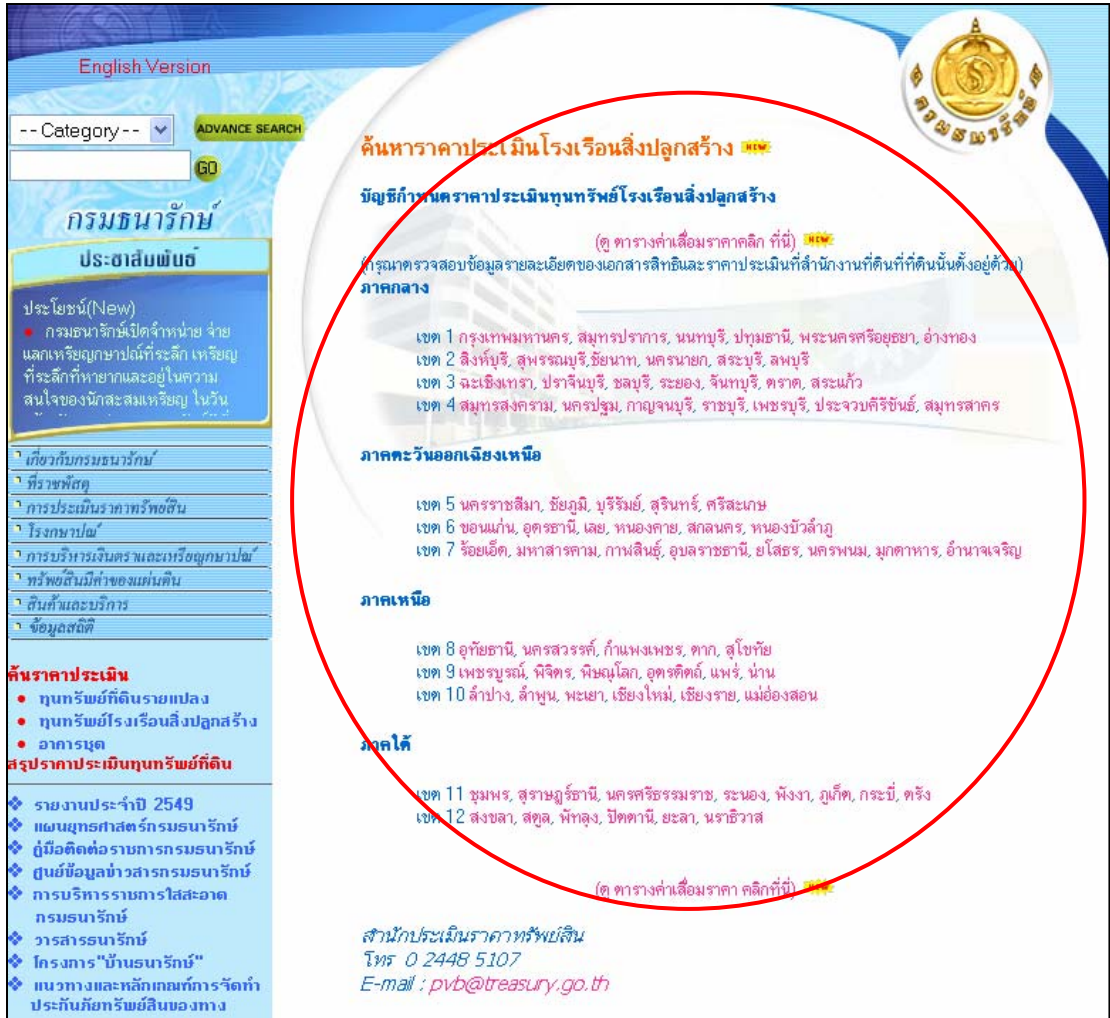 English Version
-- Category --
ADVANCE SEARCH
GO
กรมธนารักษ์
ประชาสัมพันธ์
ประโยชน์(New)
กรมธนารักษ์เปิดจำหน่าย จ่าย
แลกเหรียญกษาปณ์ที่ระลึก เหรียญ
ที่ระลึกที่หายากและอยู่ในความ
สนใจของนักสะสมเหรียญ ในวัน
เกี่ยวกับกรมธนารักษ์
ที่ราชพัสดุ
การประเมินราคาทรัพย์สิน
โรงกษาปณ์
การบริหารเงินตราและเหรียญกษาปณ์
ทรัพย์สินมีค่าของแผ่นดิน
สินค้าและบริการ
ข้อมูลสถิติ
ค้นราคาประเมิน
ทุนทรัพย์ที่ดินรายแปลง
ทุนทรัพย์โรงเรือนสิ่งปลูกสร้าง
อาคารชุด
สรุปราคาประเมินทุนทรัพย์ที่ดิน
รายงานประจำปี 2549
แผนยุทธศาสตร์กรมธนารักษ์
คู่มือติดต่อราชการกรมธนารักษ์
ศูนย์ข้อมูลข่าวสารกรมธนารักษ์
การบริหารราชการใสสะอาด
กรมธนารักษ์
วารสารธนารักษ์
โครงการ"บ้านธนารักษ์"
แนวทางและหลักเกณฑ์การจัดทำ
ประกันภัยทรัพย์สินของทาง
กรมธนารักษ์
ค้นหาราคาประเมินโรงเรือนสิ่งปลูกสร้าง NEW
บัญชีกำหนดราคาประเมินทุนทรัพย์โรงเรือนสิ่งปลูกสร้าง
(ดู ตารางค่าเสื่อมราคาคลิก ที่นี่) NEW
(กรุณาตรวจสอบข้อมูลรายละเอียดของเอกสารสิทธิและราคาประเมินที่สำนักงานที่ดินที่ที่ดินนั้นตั้งอยู่ด้วย)
ภาคกลาง
เขต 1 กรุงเทพมหานคร, สมุทรปราการ, นนทบุรี, ปทุมธานี, พระนครศรีอยุธยา, อ่างทอง
เขต 2 สิงห์บุรี, สุพรรณบุรี,ชัยนาท, นครนายก, สระบุรี, ลพบุรี
เขต 3 ฉะเชิงเทรา, ปราจีนบุรี, ชลบุรี, ระยอง, จันทบุรี, ตราด, สระแก้ว
เขต 4 สมุทรสงคราม, นครปฐม, กาญจนบุรี, ราชบุรี, เพชรบุรี, ประจวบคีรีขันธ์, สมุทรสาคร
ภาคตะวันออกเฉียงเหนือ
เขต 5 นครราชสีมา, ชัยภูมิ, บุรีรัมย์, สุรินทร์, ศรีสะเกษ
เขต 6 ขอนแก่น, อุดรธานี, เลย, หนองคาย, สกลนคร, หนองบัวลำภู
เขต 7 ร้อยเอ็ด, มหาสารคาม, กาฬสินธุ์, อุบลราชธานี, ยโสธร, นครพนม, มุกดาหาร, อำนาจเจริญ
ภาคเหนือ
เขต 8 อุทัยธานี, นครสวรรค์, กำแพงเพชร, ตาก, สุโขทัย
เขต 9 เพชรบูรณ์, พิจิตร, พิษณุโลก, อุตรดิตถ์, แพร่, น่าน
เขต 10 ลำปาง, ลำพูน, พะเยา, เชียงใหม่, เชียงราย, แม่ฮ่องสอน
ภาคใต้
เขต 11 ชุมพร, สุราษฎร์ธานี, นครศรีธรรมราช, ระนอง, พังงา, ภูเก็ต, กระบี่, ตรัง
เขต 12 สงขลา, สตูล, พัทลุง, ปัตตานี, ยะลา, นราธิวาส
(ดู ตารางค่าเสื่อมราคา คลิกที่นี่) NEW
สำนักประเมินราคาทรัพย์สิน
โทร 0 2448 5107
E-mail : pvb@treasury.go.th